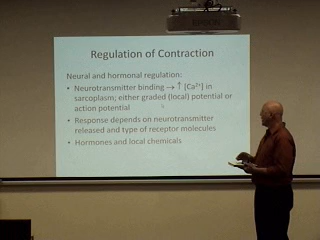 Regulation of Contraction
Neural and hormonal regulation:
• Neurotransmitter binding → ↑ [Ca²⁺] in
sarcoplasm; either graded (local) potential or
action potential
• Response depends on neurotransmitter
released and type of receptor molecules
• Hormones and local chemicals